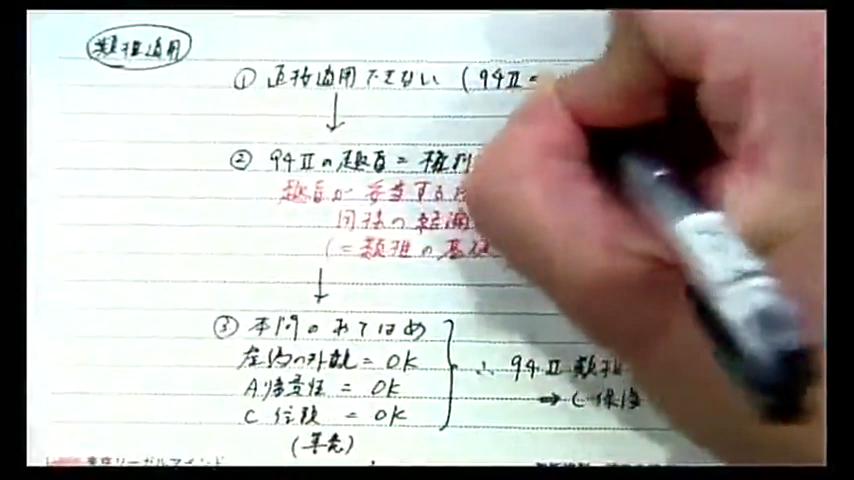 類推適用
① 直接適用できない (94Ⅱ=
↓
② 94Ⅱの趣旨 = 権利
趣旨が妥当する
同様の
(= 類推の基礎
↓
③ 本問のあてはめ
虚偽の外観 = OK
A帰責性 = OK
C 信頼 = OK
(善意)
∴ 94Ⅱ 類推
⇒ C 保護
東京リーガルマインド